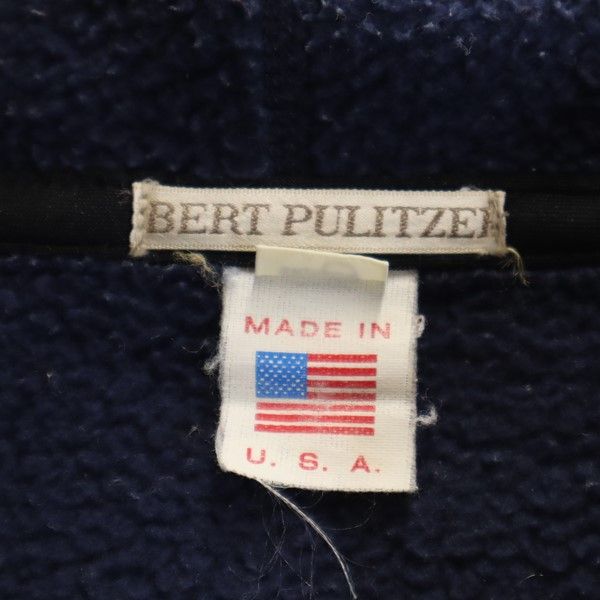 BERT PULITZER
MADE IN
U. S. A.